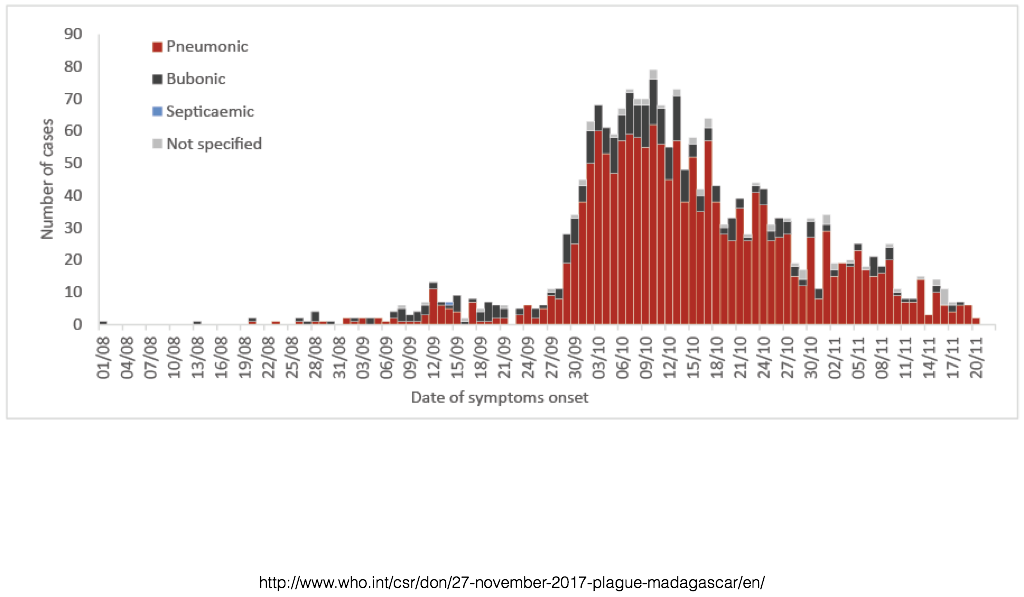 90
80
70
60
50
40
30
20
10
0
Number of cases
Pneumonic
Bubonic
Septicaemic
Not specified
01/08 04/08 07/08 10/08 13/08 16/08 19/08 22/08 25/08 28/08 31/08 03/09 06/09 09/09 12/09 15/09 18/09 21/09 24/09 27/09 30/09 03/10 06/10 09/10 12/10 15/10 18/10 21/10 24/10 27/10 30/10 02/11 05/11 08/11 11/11 14/11 17/11 20/11
Date of symptoms onset
http://www.who.int/csr/don/27-november-2017-plague-madagascar/en/